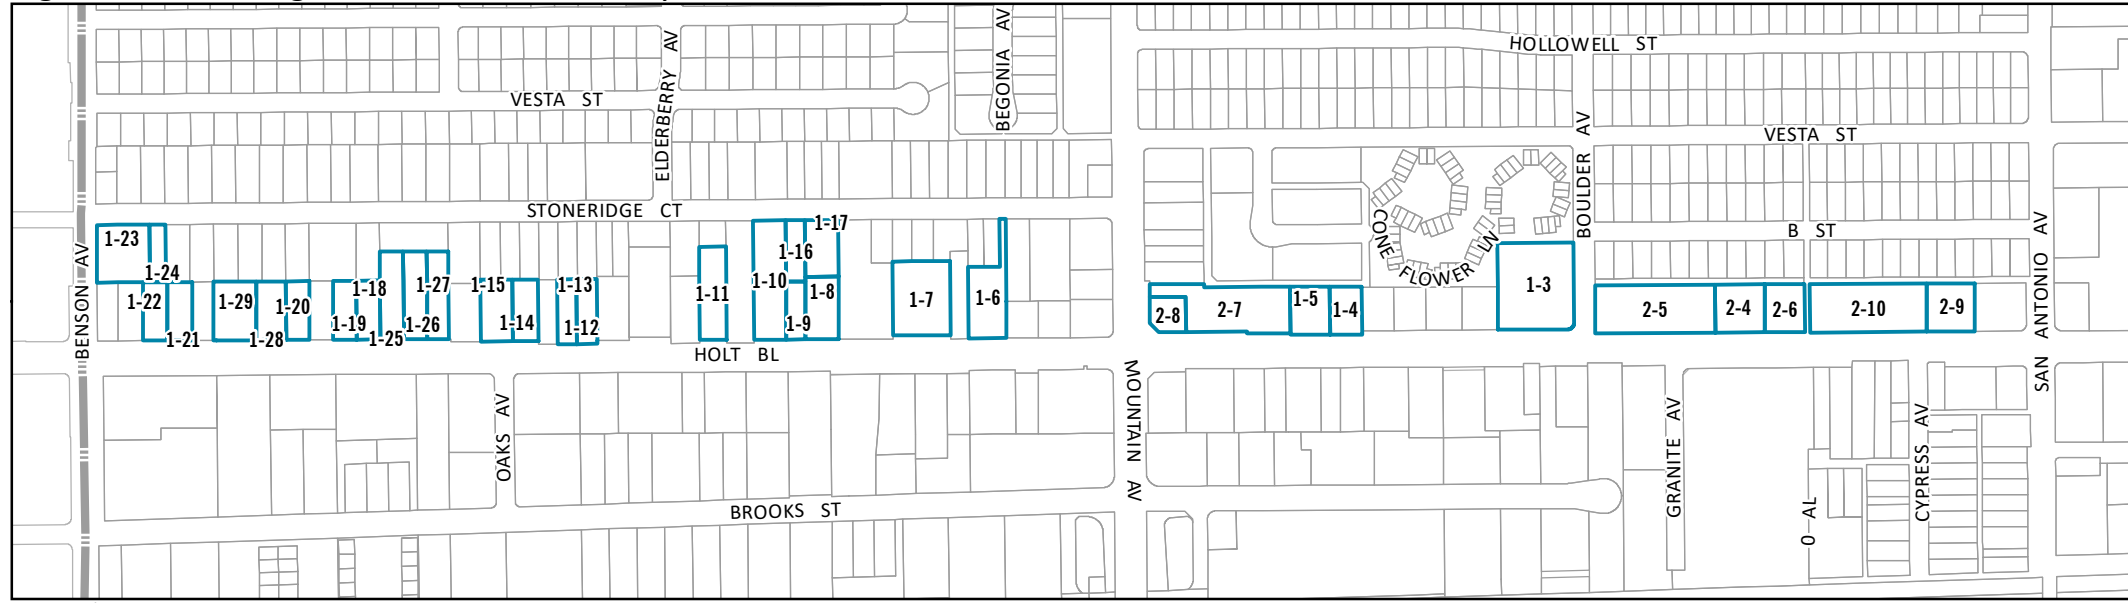 HOLLOWELL ST
VESTA ST
ELDERBERRY AV
BEGONIA AV
BOULDER AV
VESTA ST
STONERIDGE CT
CONE FLOWER LN
B ST
BENSON AV
SAN ANTONIO AV
1-23
1-24
1-22
1-21
1-29
1-28
1-20
1-18
1-19
1-25
1-27
1-26
1-15
1-14
1-13
1-12
1-11
1-17
1-16
1-10
1-8
1-9
1-7
1-6
2-8
2-7
1-5
1-4
1-3
2-5
2-4
2-6
2-10
2-9
HOLT BL
MOUNTAIN AV
OAKS AV
GRANITE AV
CYPRESS AV
0 AL
BROOKS ST